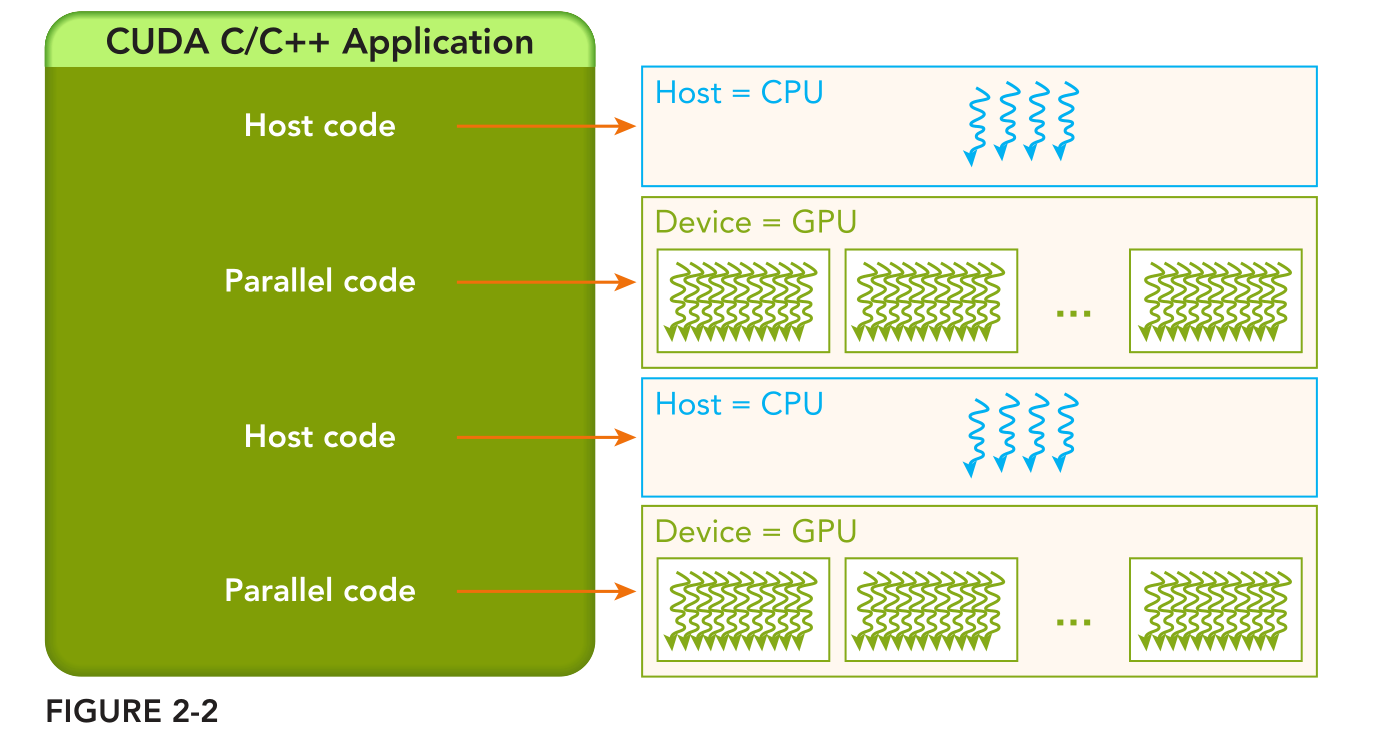 CUDA C/C++ Application
Host code
Host = CPU
Parallel code
Device = GPU
...
Host code
Host = CPU
Parallel code
Device = GPU
...
FIGURE 2-2